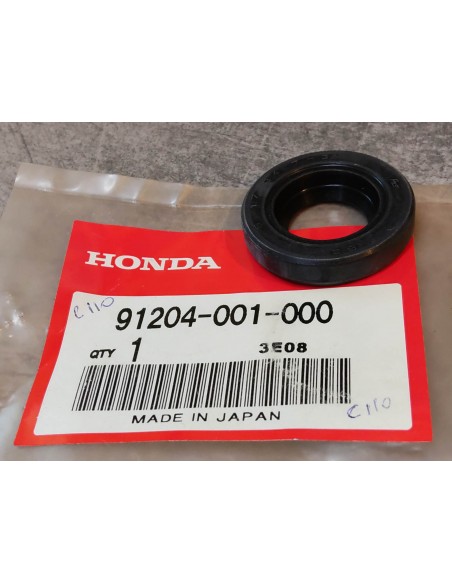 HONDA
C110
91204-001-000
QTY 1
3E08
MADE IN JAPAN
C110